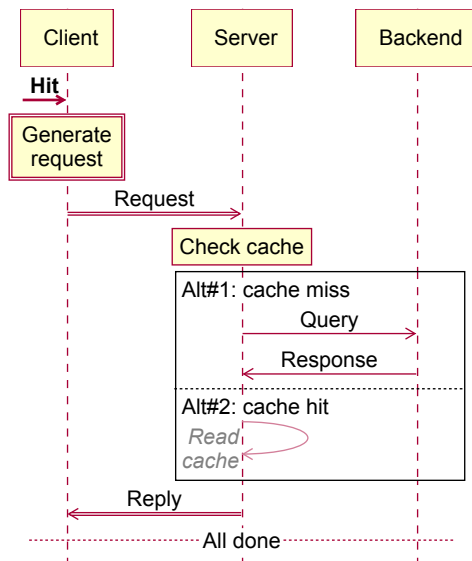 Client Server Backend
Hit
Generate
request
Request
Check cache
Alt#1: cache miss
Query
Response
Alt#2: cache hit
Read
cache
Reply
All done